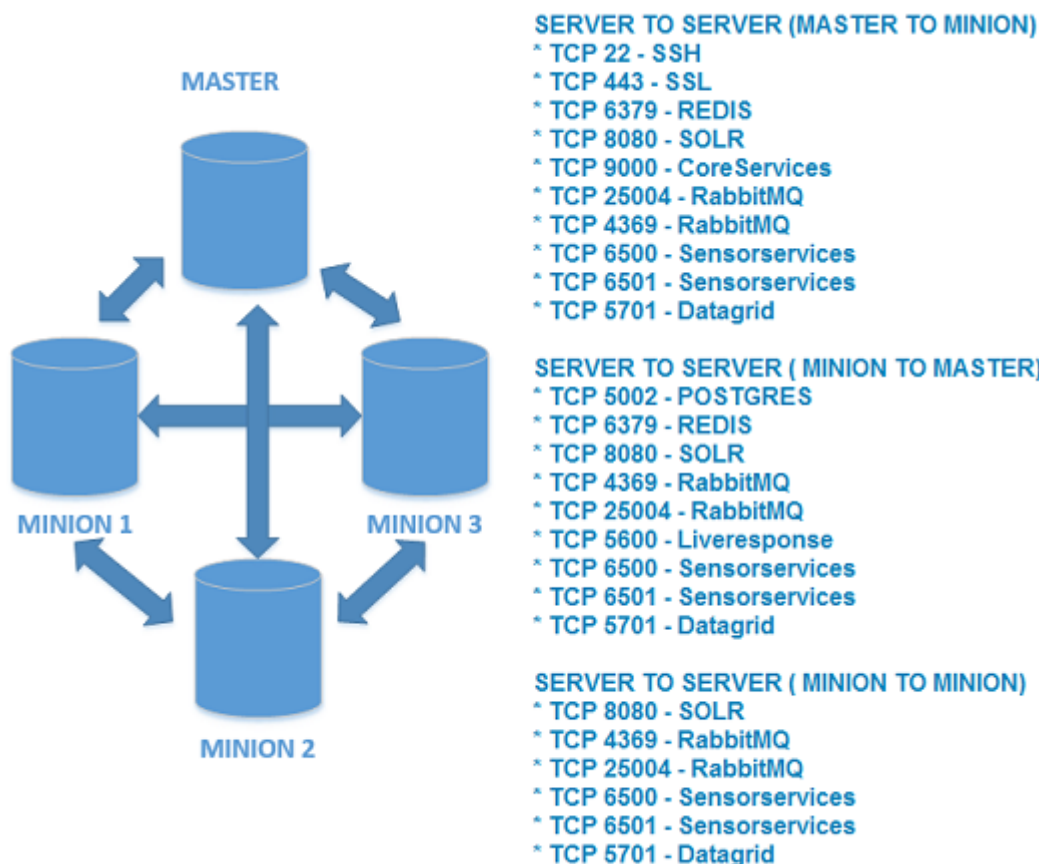 MASTER
MINION 1
MINION 3
MINION 2
SERVER TO SERVER (MASTER TO MINION)
* TCP 22 - SSH
* TCP 443 - SSL
* TCP 6379 - REDIS
* TCP 8080 - SOLR
* TCP 9000 - CoreServices
* TCP 25004 - RabbitMQ
* TCP 4369 - RabbitMQ
* TCP 6500 - Sensorservices
* TCP 6501 - Sensorservices
* TCP 5701 - Datagrid
SERVER TO SERVER ( MINION TO MASTER)
* TCP 5002 - POSTGRES
* TCP 6379 - REDIS
* TCP 8080 - SOLR
* TCP 4369 - RabbitMQ
* TCP 25004 - RabbitMQ
* TCP 5600 - Liveresponse
* TCP 6500 - Sensorservices
* TCP 6501 - Sensorservices
* TCP 5701 - Datagrid
SERVER TO SERVER ( MINION TO MINION)
* TCP 8080 - SOLR
* TCP 4369 - RabbitMQ
* TCP 25004 - RabbitMQ
* TCP 6500 - Sensorservices
* TCP 6501 - Sensorservices
* TCP 5701 - Datagrid